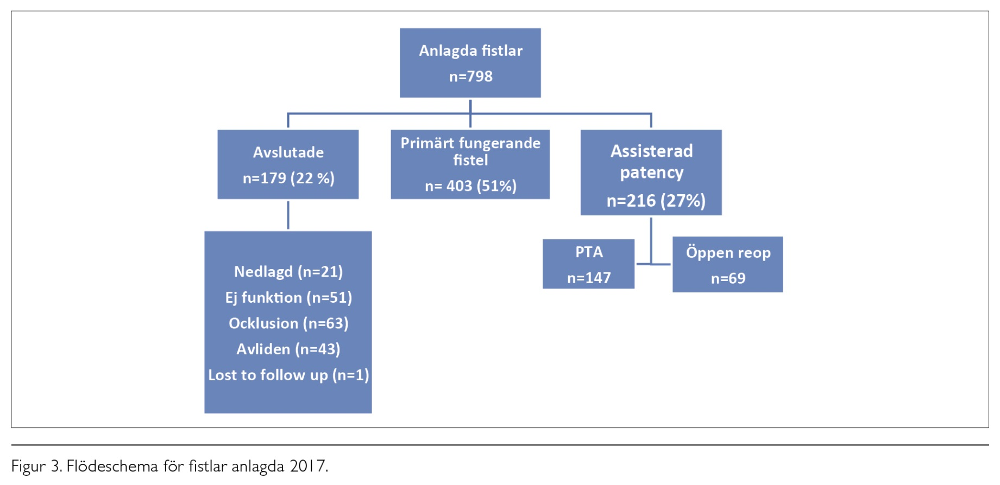 Anlagda fistlar
n=798
Avslutade
n=179 (22 %)
Primärt fungerande
fistel
n= 403 (51%)
Assisterad
patency
n=216 (27%)
Nedlagd (n=21)
Ej funktion (n=51)
Ocklusion (n=63)
Avliden (n=43)
Lost to follow up (n=1)
PTA
n=147
Öppen reop
n=69
Figur 3. Flödeschema för fistlar anlagda 2017.